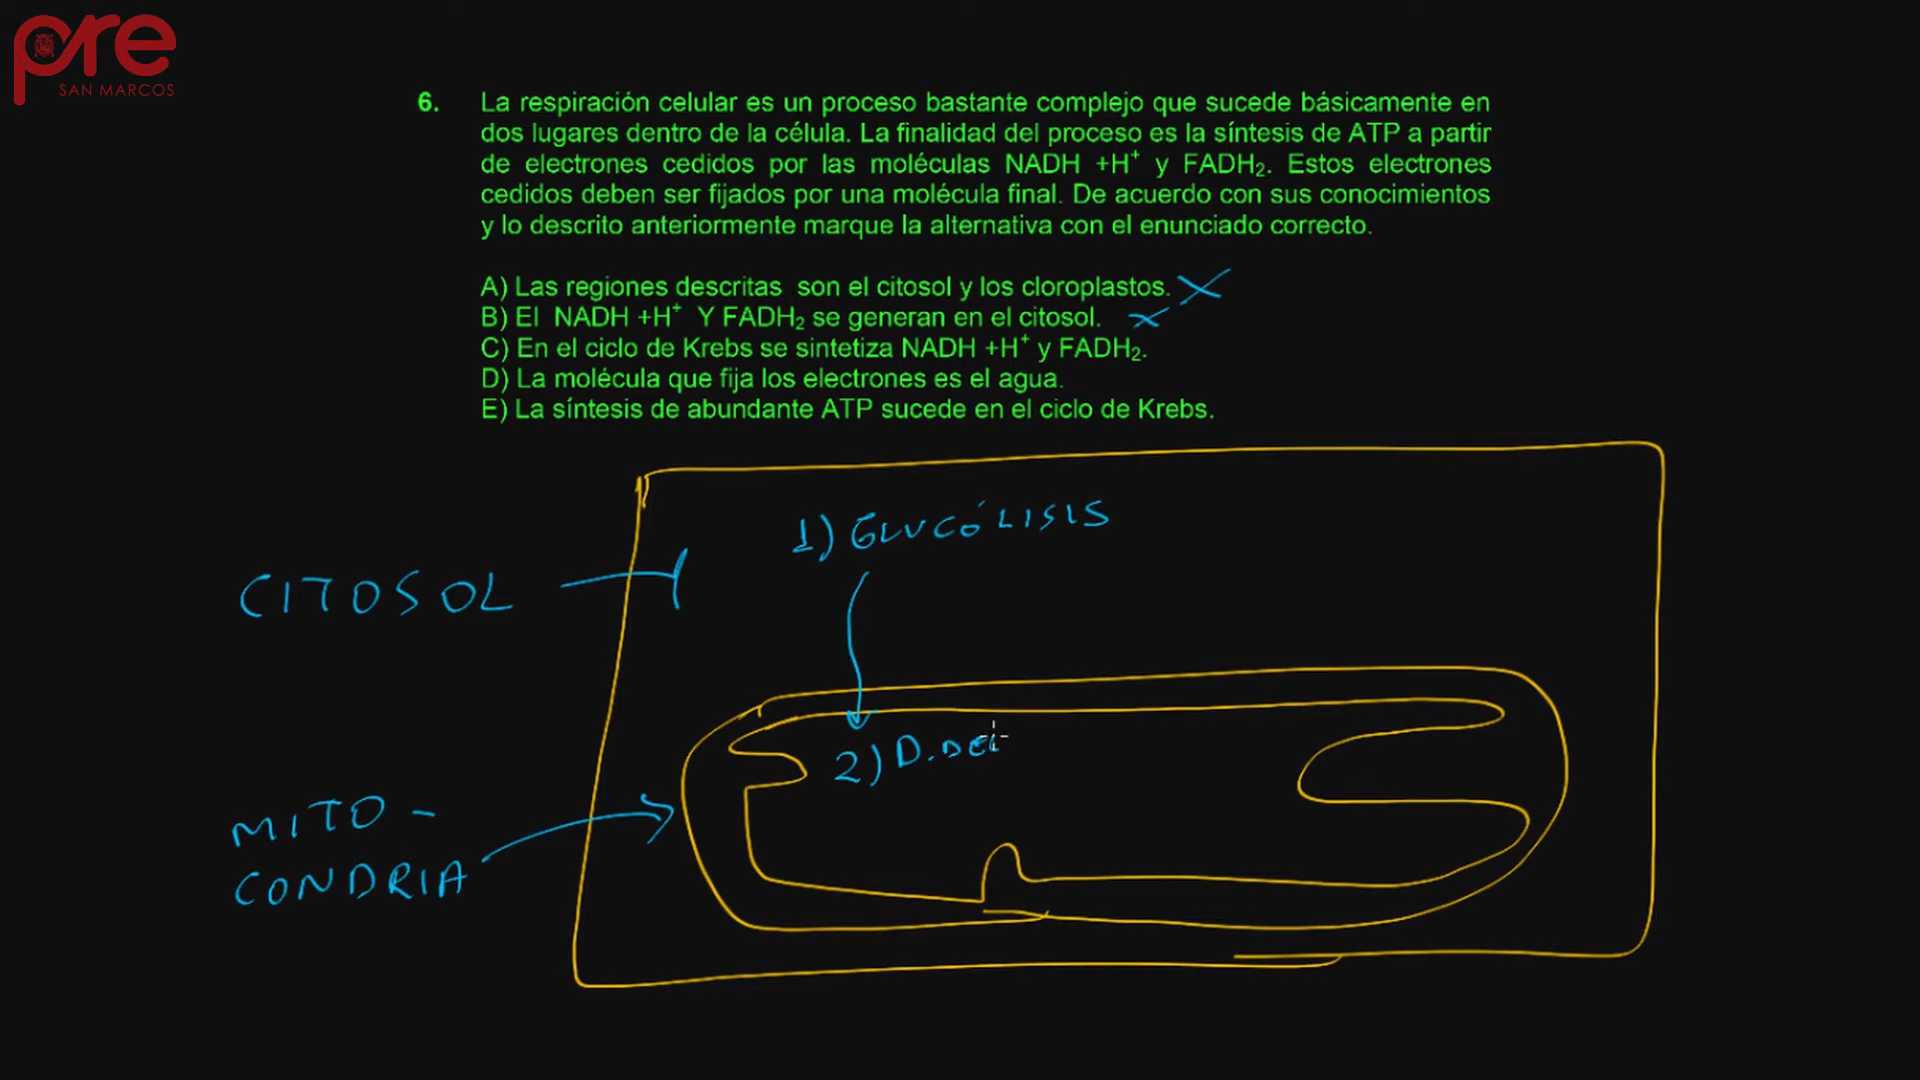 pre
SAN MARCOS
6. La respiración celular es un proceso bastante complejo que sucede básicamente en
dos lugares dentro de la célula. La finalidad del proceso es la síntesis de ATP a partir
de electrones cedidos por las moléculas NADH +H⁺ y FADH₂. Estos electrones
cedidos deben ser fijados por una molécula final. De acuerdo con sus conocimientos
y lo descrito anteriormente marque la alternativa con el enunciado correcto.
A) Las regiones descritas son el citosol y los cloroplastos.
B) El NADH +H⁺ Y FADH₂ se generan en el citosol.
C) En el ciclo de Krebs se sintetiza NADH +H⁺ y FADH₂.
D) La molécula que fija los electrones es el agua.
E) La síntesis de abundante ATP sucede en el ciclo de Krebs.
1) GLUCÓLISIS
CITOSOL
2) D. DEL
MITO-
CONDRIA